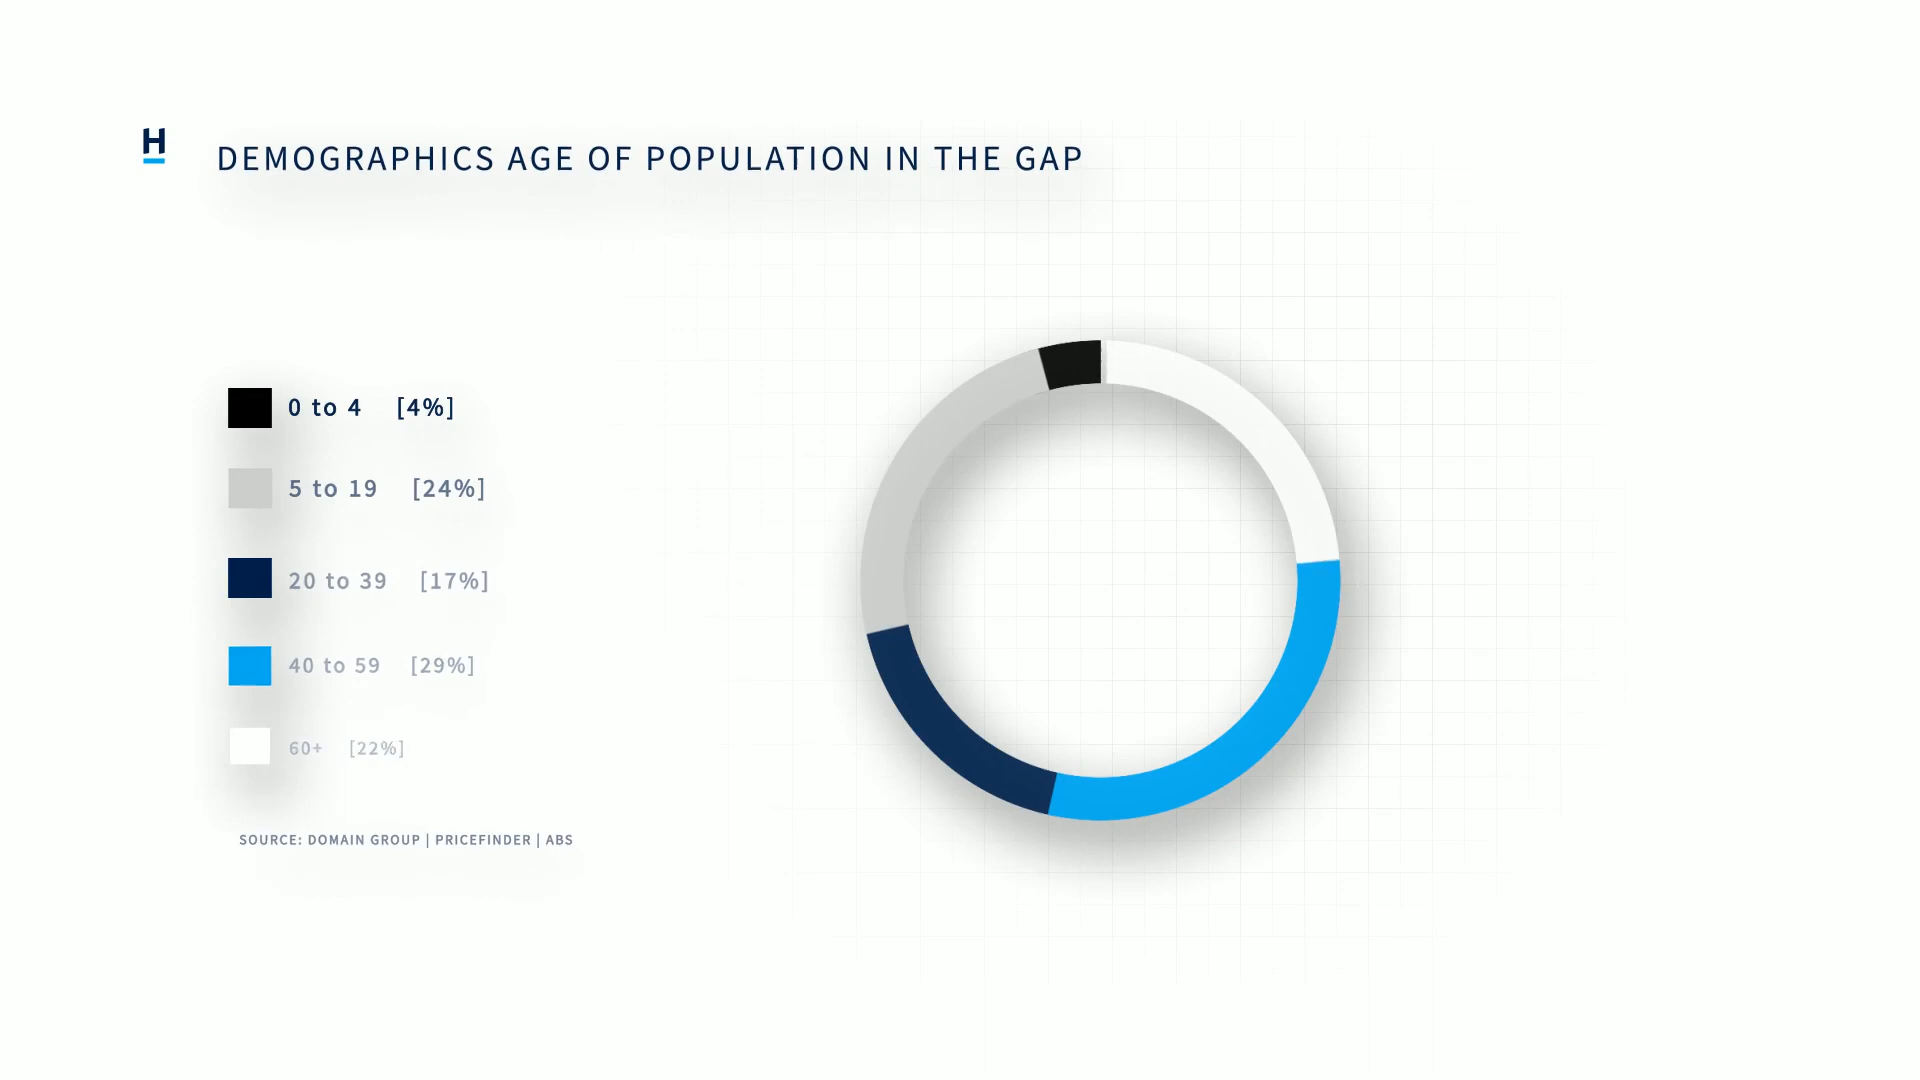 H
DEMOGRAPHICS AGE OF POPULATION IN THE GAP
0 to 4 [4%]
5 to 19 [24%]
20 to 39 [17%]
40 to 59 [29%]
60+ [22%]
SOURCE: DOMAIN GROUP | PRICEFINDER | ABS